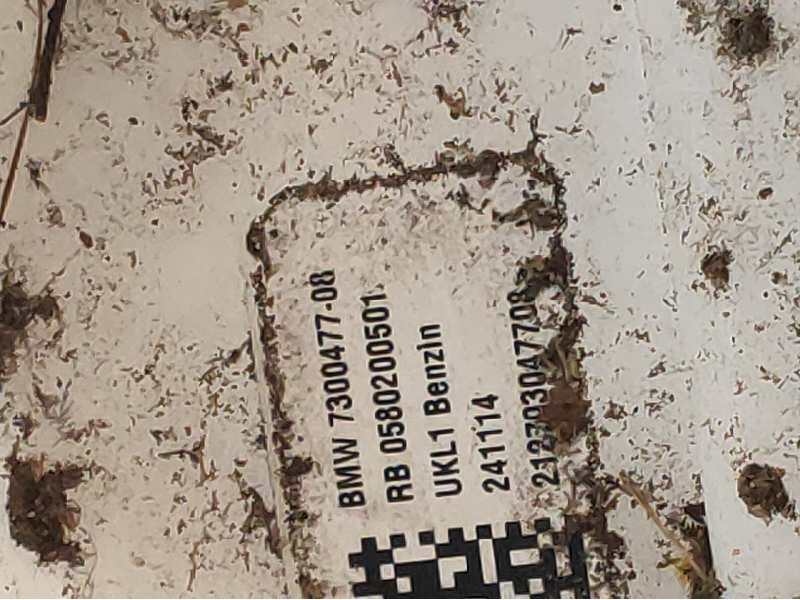 BMW 7300477-08
RB 0580200501
UKL1 Benzin
241114